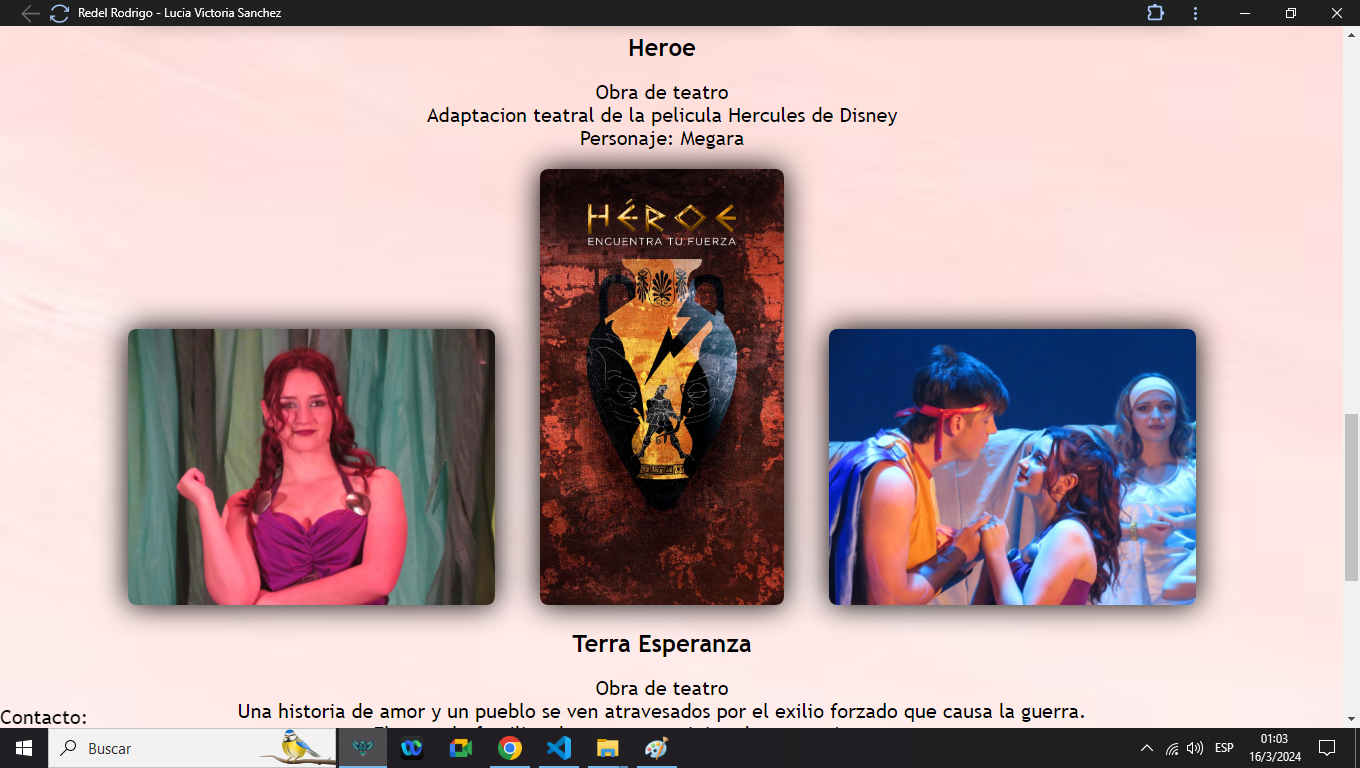 Redel Rodrigo - Lucia Victoria Sanchez
Heroe
Obra de teatro
Adaptacion teatral de la pelicula Hercules de Disney
Personaje: Megara
HÉROE
ENCUENTRA TU FUERZA
Terra Esperanza
Obra de teatro
Una historia de amor y un pueblo se ven atravesados por el exilio forzado que causa la guerra.
Contacto:
Buscar
ESP
01:03
16/3/2024